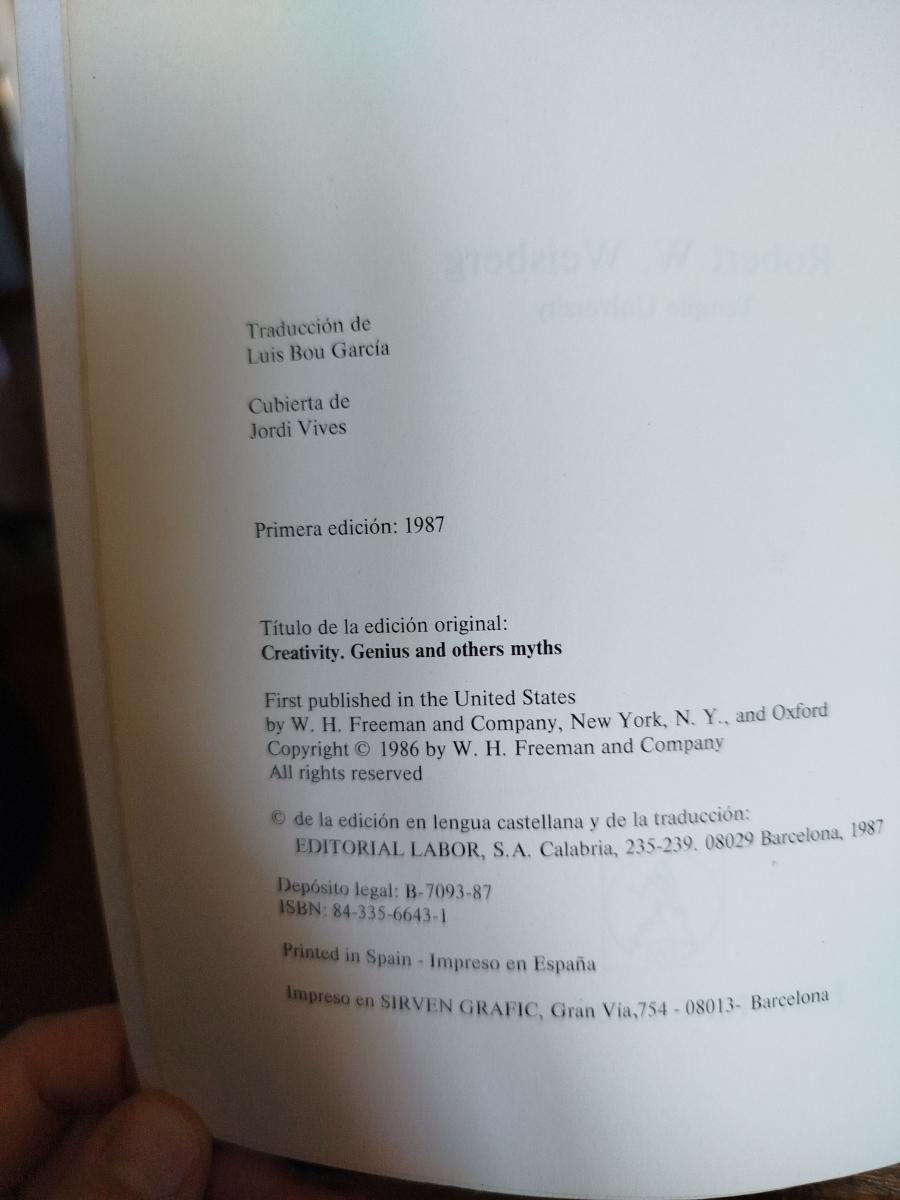 Robert W. Weisberg
Temple University
Traducción de
Luis Bou García
Cubierta de
Jordi Vives
Primera edición: 1987
Título de la edición original:
Creativity. Genius and others myths
First published in the United States
by W. H. Freeman and Company, New York, N. Y., and Oxford
Copyright © 1986 by W. H. Freeman and Company
All rights reserved
© de la edición en lengua castellana y de la traducción:
EDITORIAL LABOR, S.A. Calabria, 235-239. 08029 Barcelona, 1987
Depósito legal: B-7093-87
ISBN: 84-335-6643-1
Printed in Spain - Impreso en España
Impreso en SIRVEN GRAFIC, Gran Vía,754 - 08013- Barcelona